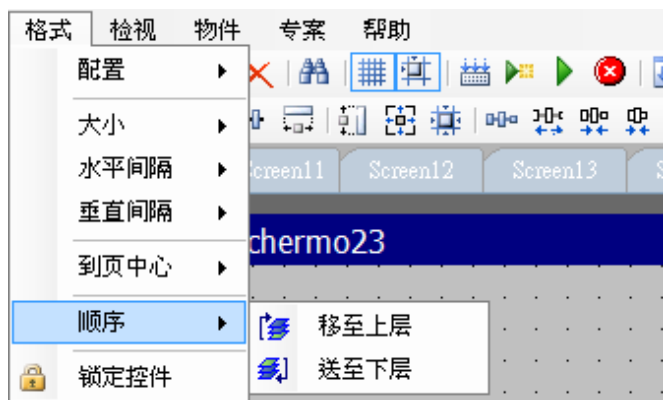 格式 检视 物件 专案 帮助
配置
大小
水平间隔
creen11 Screen12 Screen13 S
垂直间隔
chermo23
到页中心
顺序
移至上层
送至下层
锁定控件